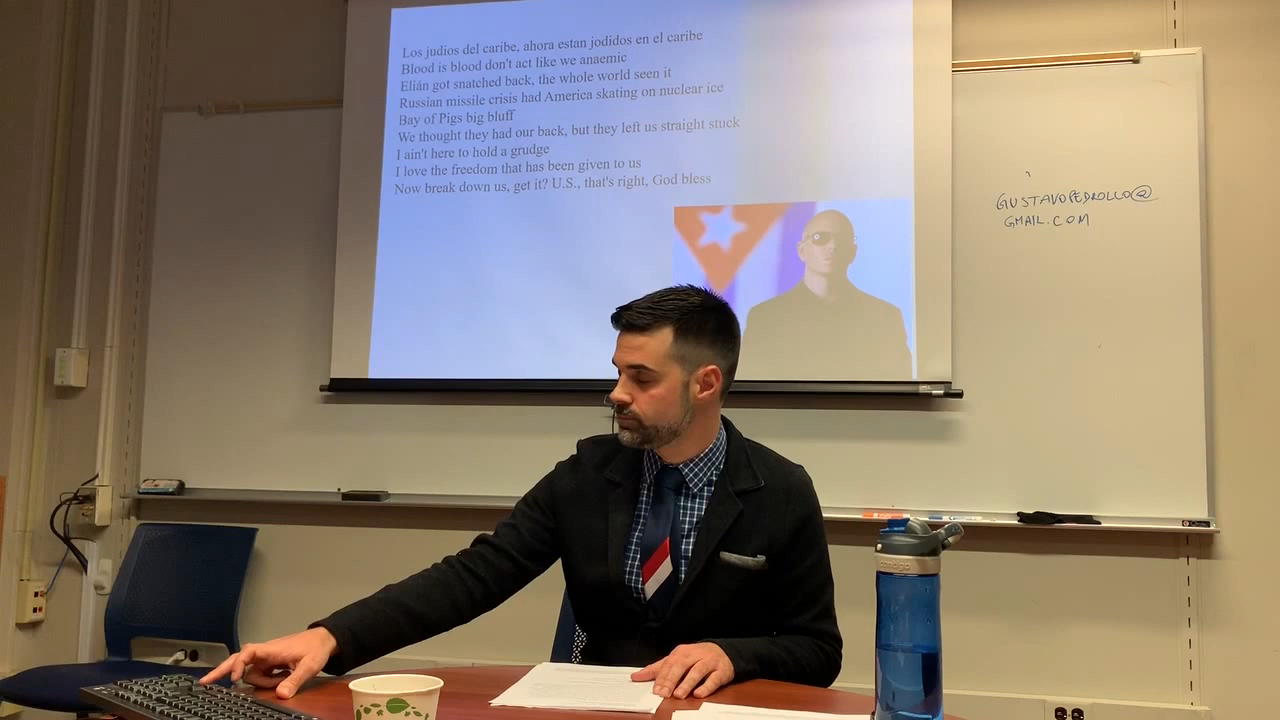 Los judios del caribe, ahora estan jodidos en el caribe
Blood is blood don't act like we anaemic
Elián got snatched back, the whole world seen it
Russian missile crisis had America skating on nuclear ice
Bay of Pigs big bluff
We thought they had our back, but they left us straight stuck
I ain't here to hold a grudge
I love the freedom that has been given to us
Now break down us, get it? U.S., that's right, God bless
GUSTAVOPEDROLLO@
GMAIL.COM
contigo